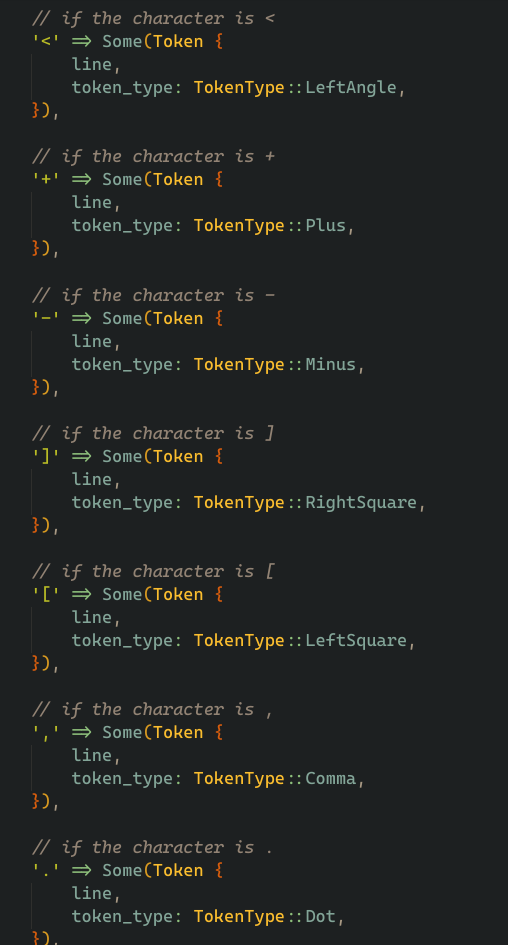 // if the character is <
'<' => Some(Token {
line,
token_type: TokenType::LeftAngle,
}),
// if the character is +
'+' => Some(Token {
line,
token_type: TokenType::Plus,
}),
// if the character is -
'-' => Some(Token {
line,
token_type: TokenType::Minus,
}),
// if the character is ]
']' => Some(Token {
line,
token_type: TokenType::RightSquare,
}),
// if the character is [
'[' => Some(Token {
line,
token_type: TokenType::LeftSquare,
}),
// if the character is ,
',' => Some(Token {
line,
token_type: TokenType::Comma,
}),
// if the character is .
'.' => Some(Token {
line,
token_type: TokenType::Dot,
}),